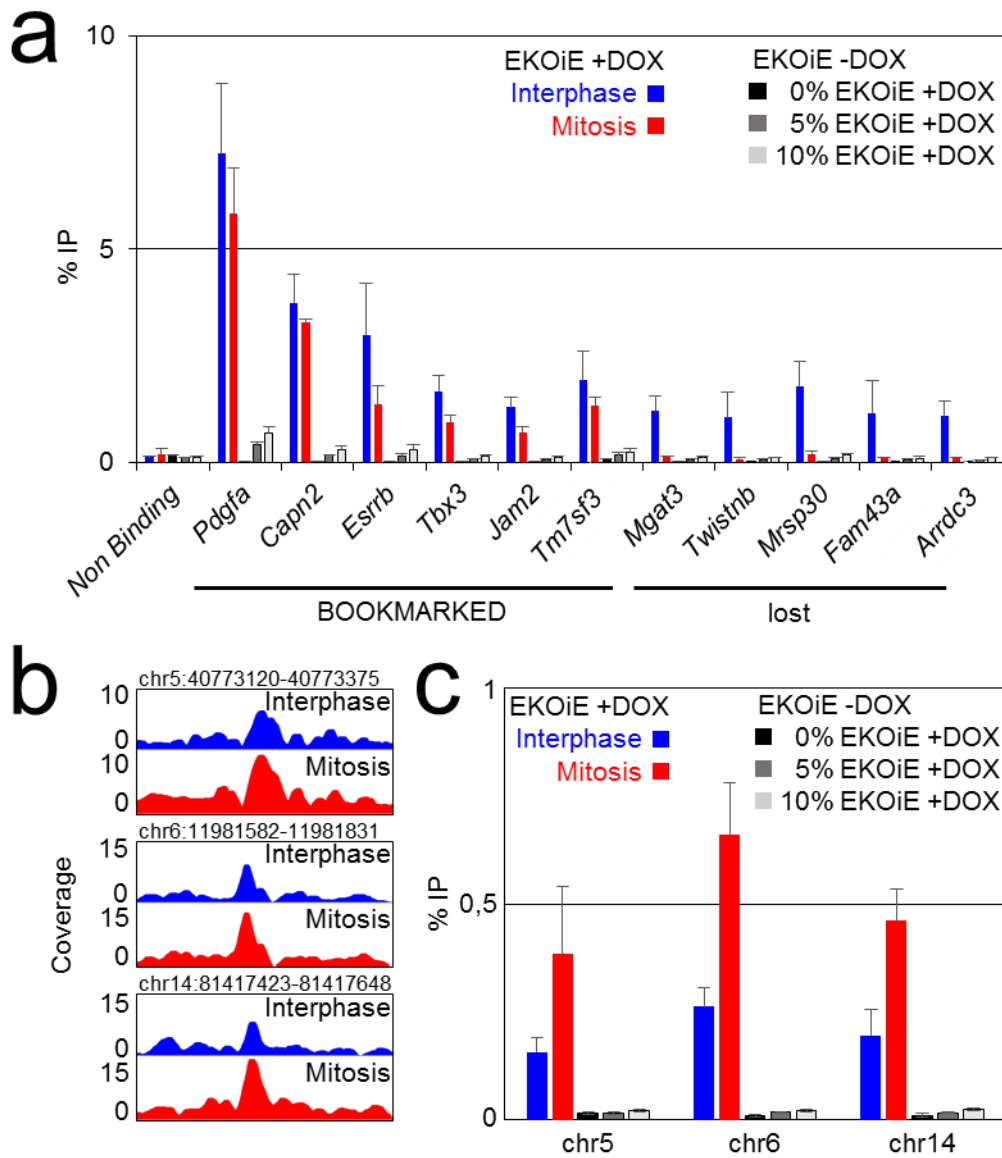 a
10
5
0
% IP
EKOiE +DOX
Interphase
Mitosis
EKOiE -DOX
0% EKOiE +DOX
5% EKOiE +DOX
10% EKOiE +DOX
Non Binding
Pdgfa
Capn2
Esrrb
Tbx3
Jam2
Tm7sf3
Mgat3
Twistnb
Mrsp30
Fam43a
Arrdc3
BOOKMARKED
lost
b
Coverage
chr5:40773120-40773375
10
Interphase
0
10
Mitosis
0
chr6:11981582-11981831
15
Interphase
0
15
Mitosis
0
chr14:81417423-81417648
15
Interphase
0
15
Mitosis
0
c
1
0,5
0
% IP
EKOiE +DOX
Interphase
Mitosis
EKOiE -DOX
0% EKOiE +DOX
5% EKOiE +DOX
10% EKOiE +DOX
chr5
chr6
chr14